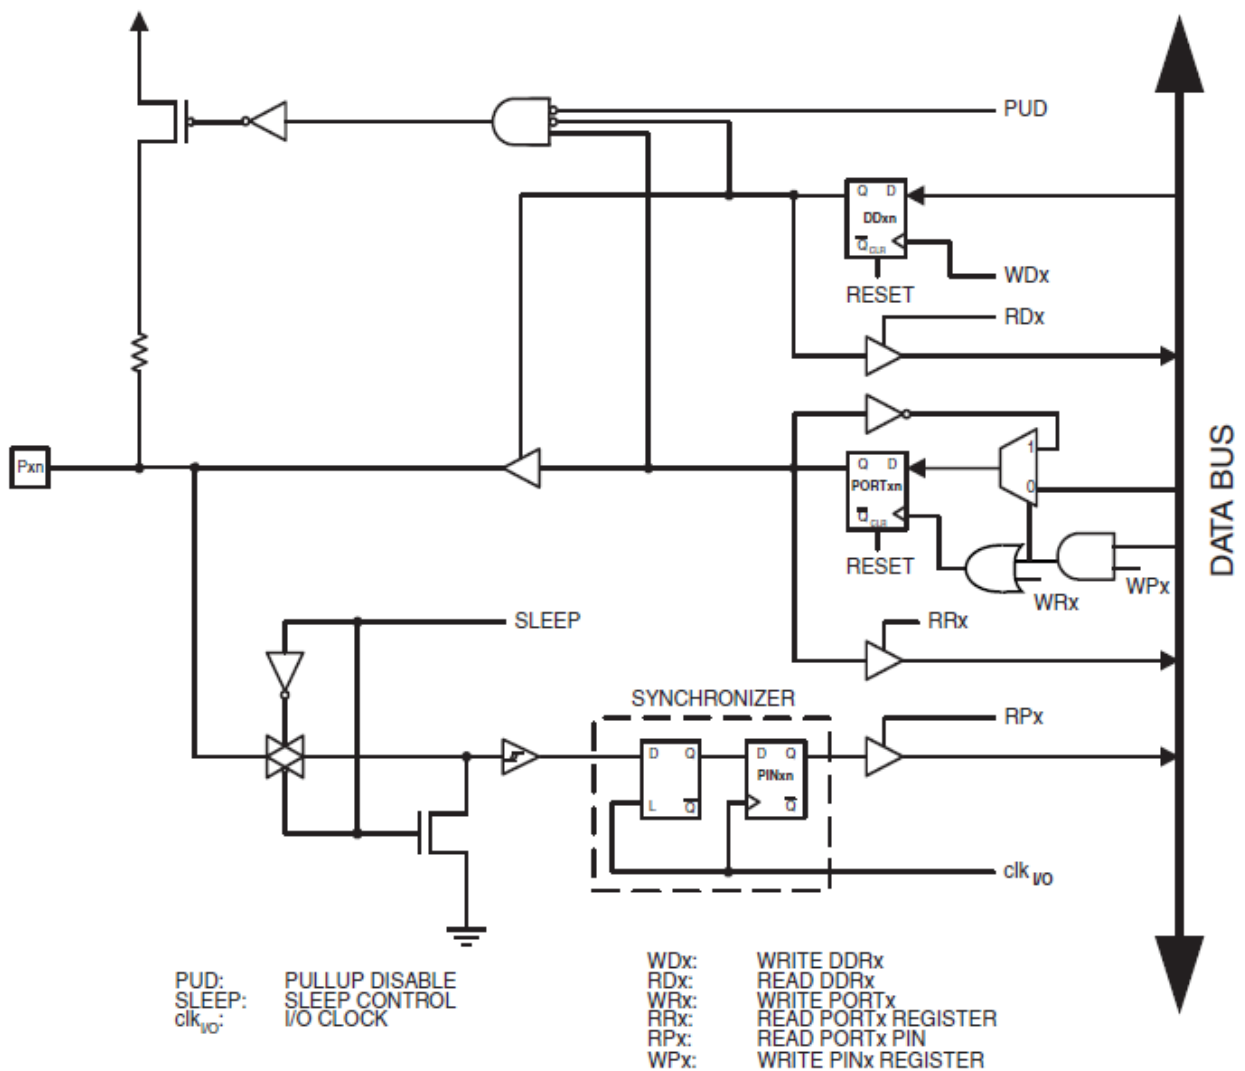 PUD
Q D
DDxn
Q CLR
WDx
RESET
RDx
Pxn
1
Q D
PORTxn
0
Q CLR
RESET
WRx
WPx
DATA BUS
SLEEP
RRx
SYNCHRONIZER
RPx
D Q
D Q
PINxn
L Q
Q
clk I/O
WDx: WRITE DDRx
PUD: PULLUP DISABLE
RDx: READ DDRx
SLEEP: SLEEP CONTROL
WRx: WRITE PORTx
clk I/O: I/O CLOCK
RRx: READ PORTx REGISTER
RPx: READ PORTx PIN
WPx: WRITE PINx REGISTER